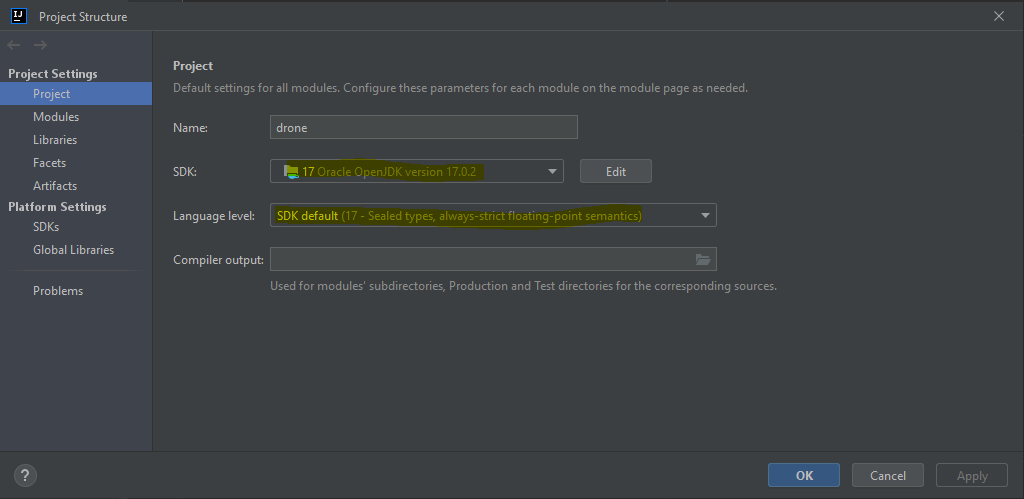 IJ
Project Structure
Project Settings
Project
Modules
Libraries
Facets
Artifacts
Platform Settings
SDKs
Global Libraries
Problems
Project
Default settings for all modules. Configure these parameters for each module on the module page as needed.
Name: drone
SDK: 17 Oracle OpenJDK version 17.0.2 Edit
Language level: SDK default (17 - Sealed types, always-strict floating-point semantics)
Compiler output:
Used for modules' subdirectories, Production and Test directories for the corresponding sources.
? OK Cancel Apply